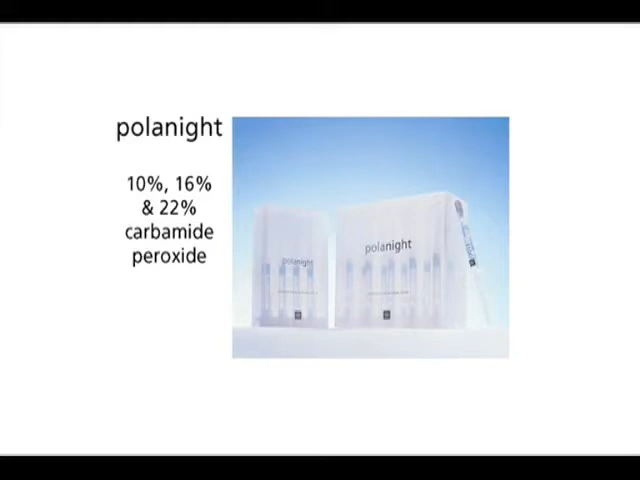 polanight
10%, 16%
& 22%
carbamide
peroxide
polanight
polanight